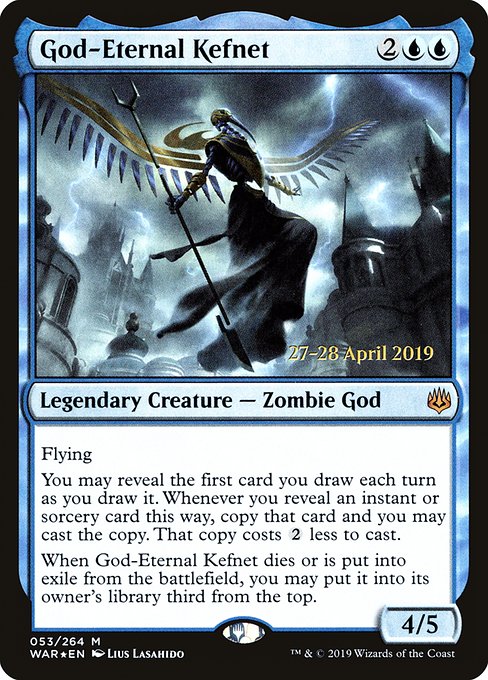 God-Eternal Kefnet 2
27–28 April 2019
Legendary Creature — Zombie God
Flying
You may reveal the first card you draw each turn
as you draw it. Whenever you reveal an instant or
sorcery card this way, copy that card and you may
cast the copy. That copy costs 2 less to cast.
When God-Eternal Kefnet dies or is put into
exile from the battlefield, you may put it into its
owner's library third from the top.
4/5
053/264 M
WAR★EN Lius Lasahido
™ & © 2019 Wizards of the Coast